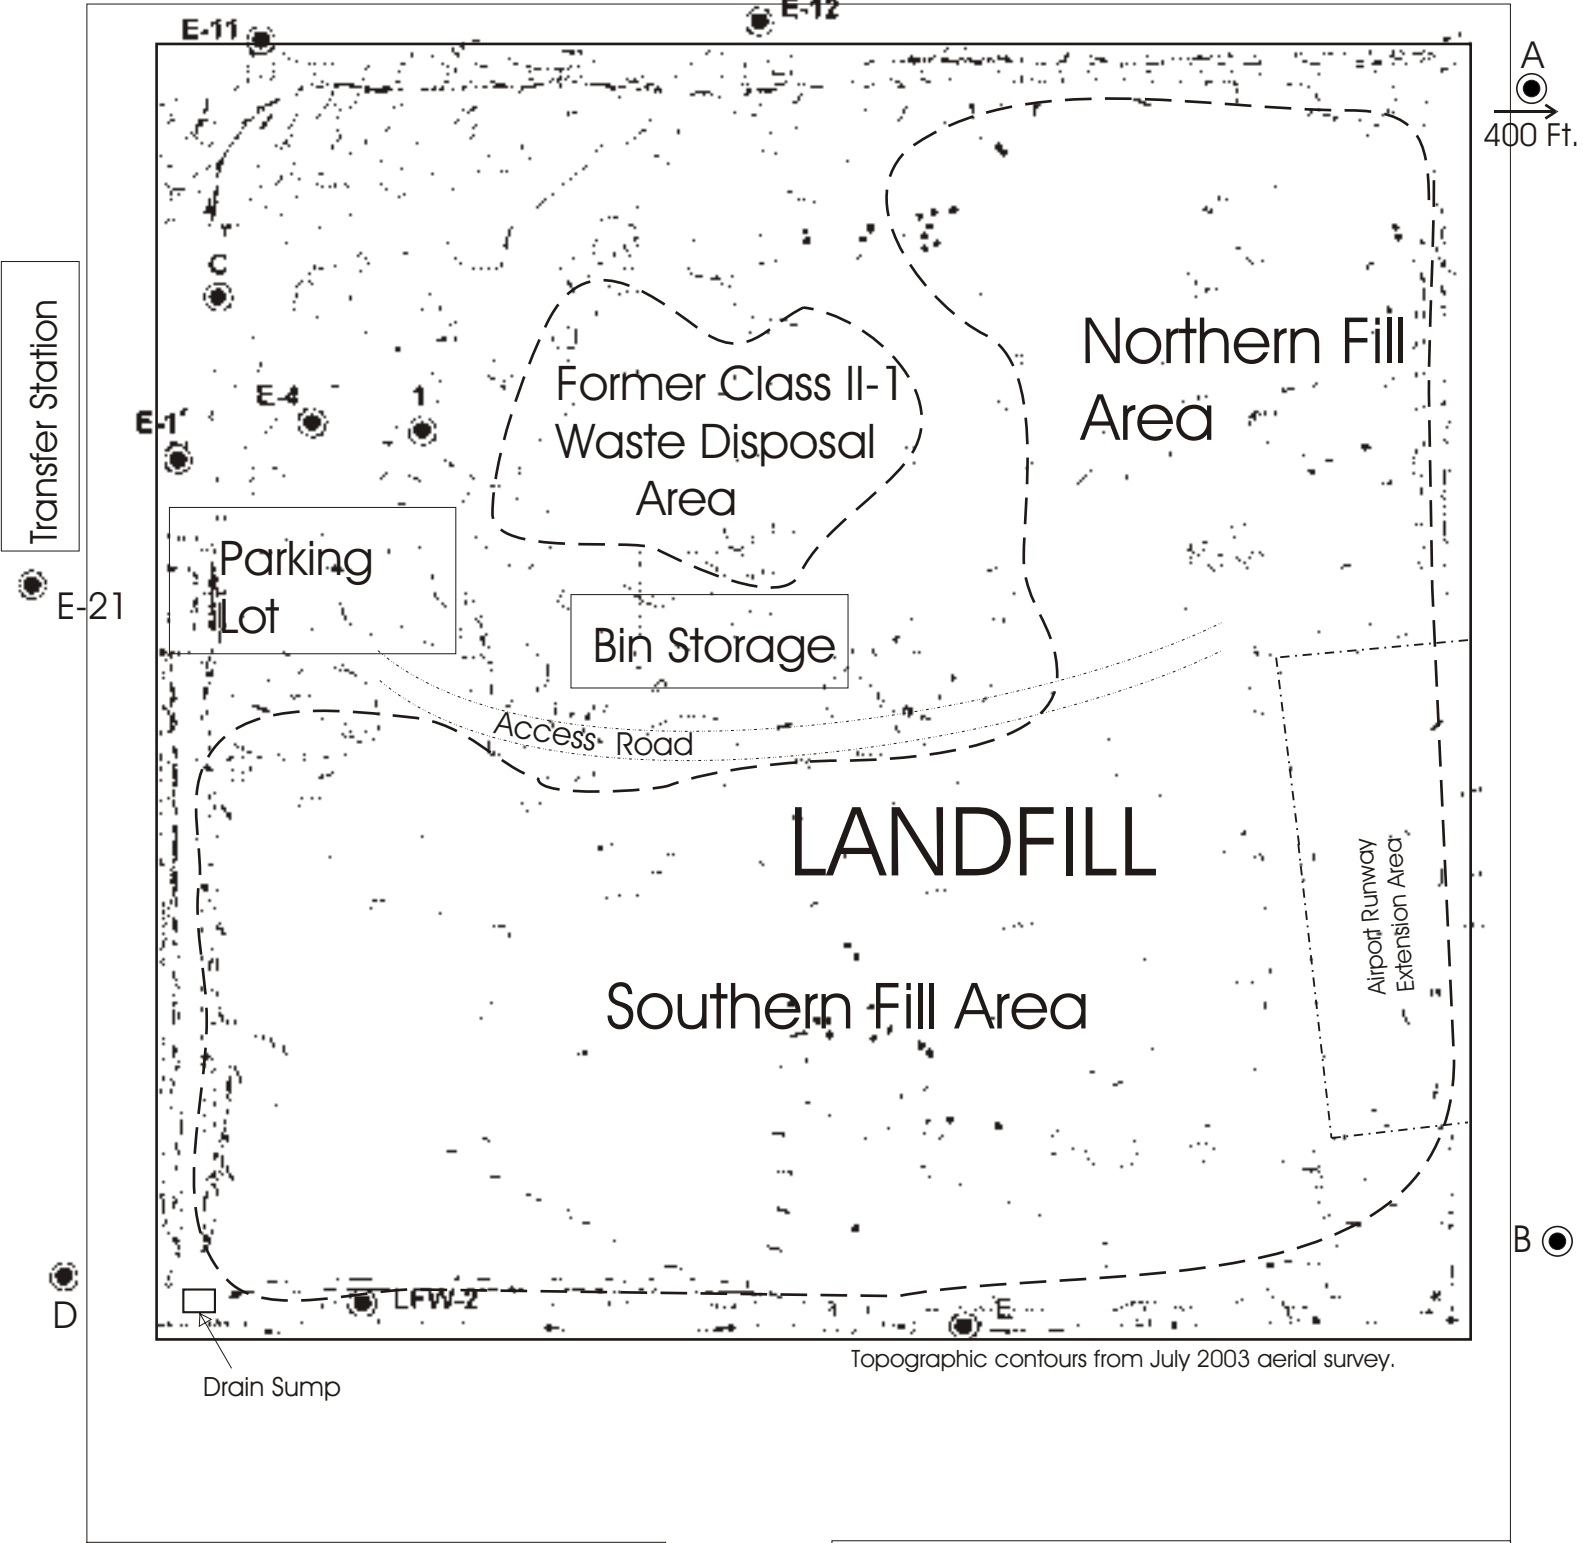 E-11
E-12
A
400 Ft.
C
Transfer Station
Northern Fill
Area
Former Class II-1
Waste Disposal
Area
E-4
1
E-1
Parking
Lot
E-21
Bin Storage
Access Road
LANDFILL
Airport Runway
Extension Area
Southern Fill Area
B
D
LFW-2
E
Topographic contours from July 2003 aerial survey.
Drain Sump